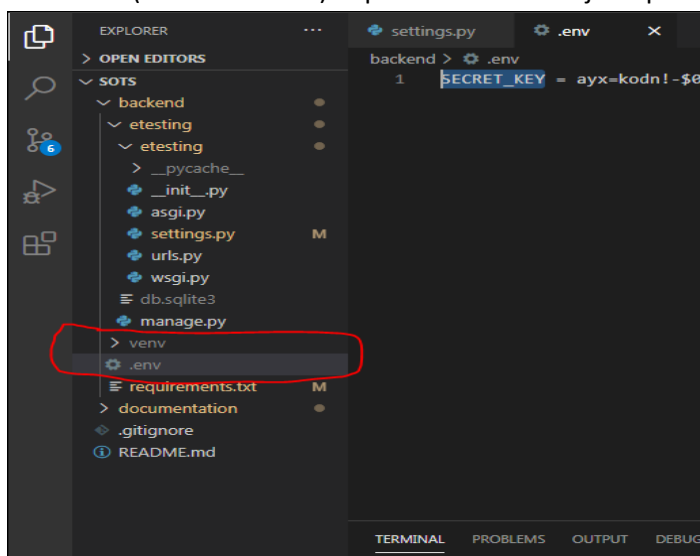 EXPLORER
settings.py
.env
OPEN EDITORS
backend > .env
SOTS
1 SECRET_KEY = ayx=kodn!-$0
backend
etesting
etesting
6
__pycache__
__init__.py
asgi.py
settings.py M
urls.py
wsgi.py
db.sqlite3
manage.py
venv
.env
requirements.txt M
documentation
.gitignore
README.md
TERMINAL PROBLEMS OUTPUT DEBUG